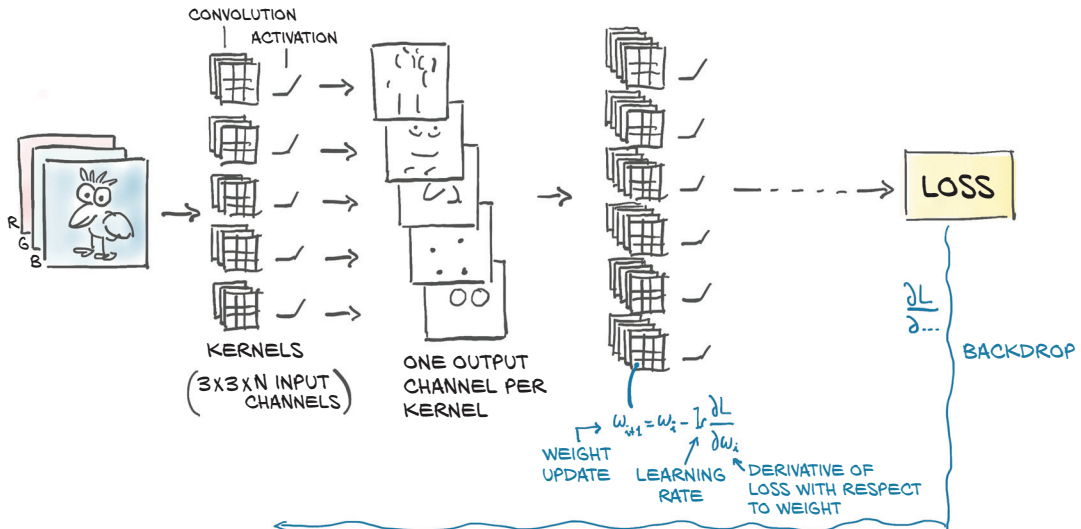 CONVOLUTION
ACTIVATION
R
G
B
KERNELS
(3X3XN INPUT
CHANNELS)
ONE OUTPUT
CHANNEL PER
KERNEL
LOSS
∂L
∂...
BACKDROP
ω_{i+1} = ω_i - lr ∂L/∂ω_i
WEIGHT
UPDATE
LEARNING
RATE
DERIVATIVE OF
LOSS WITH RESPECT
TO WEIGHT